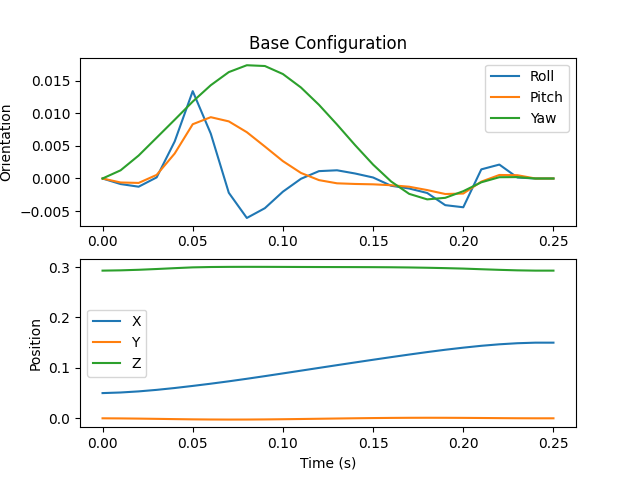 Base Configuration
Orientation
0.015
0.010
0.005
0.000
−0.005
Roll
Pitch
Yaw
0.00 0.05 0.10 0.15 0.20 0.25
Position
0.3
0.2
0.1
0.0
X
Y
Z
0.00 0.05 0.10 0.15 0.20 0.25
Time (s)